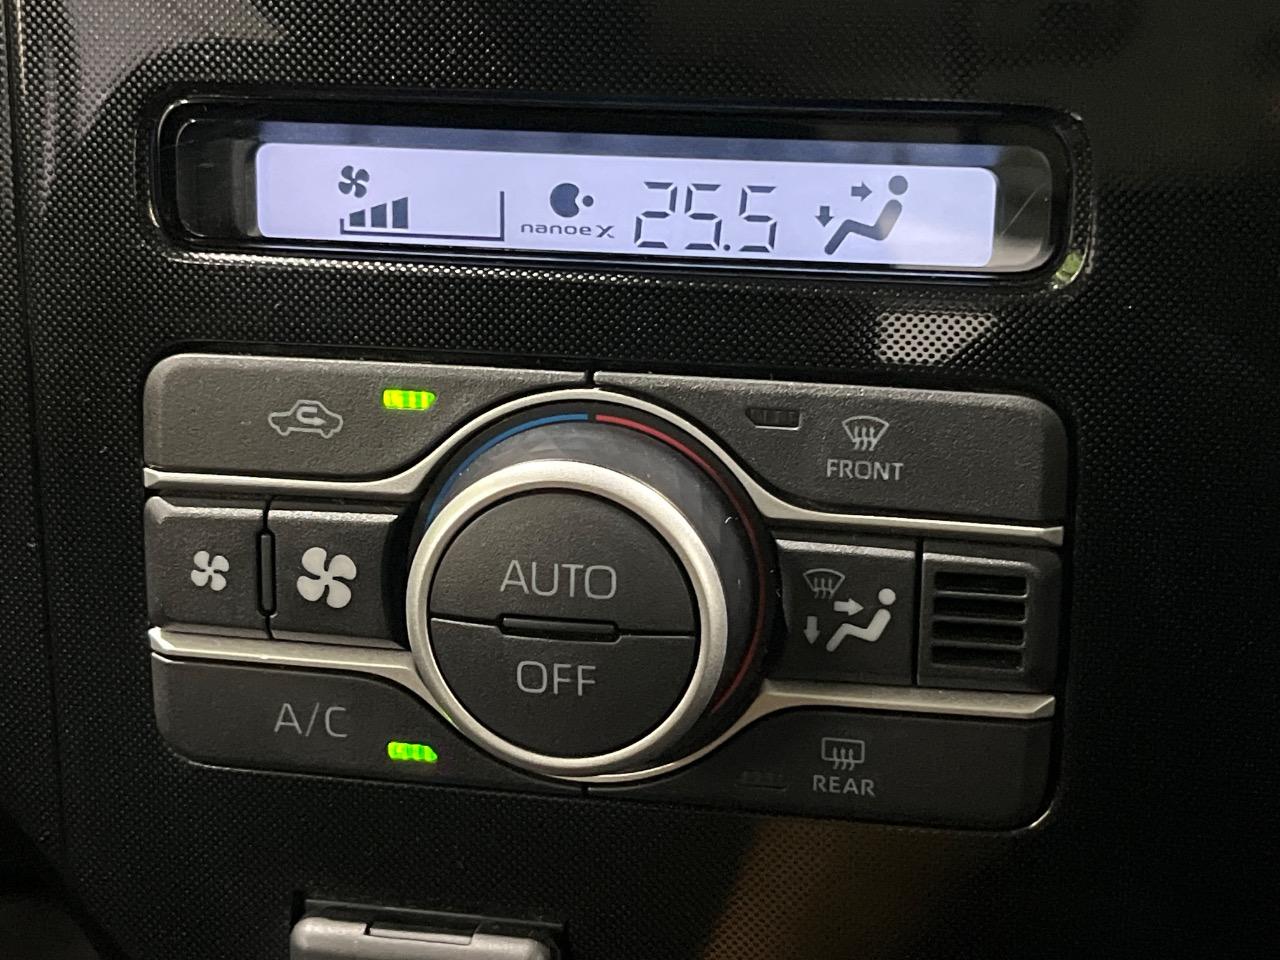 nanoe X
25.5
FRONT
AUTO
OFF
A/C
REAR